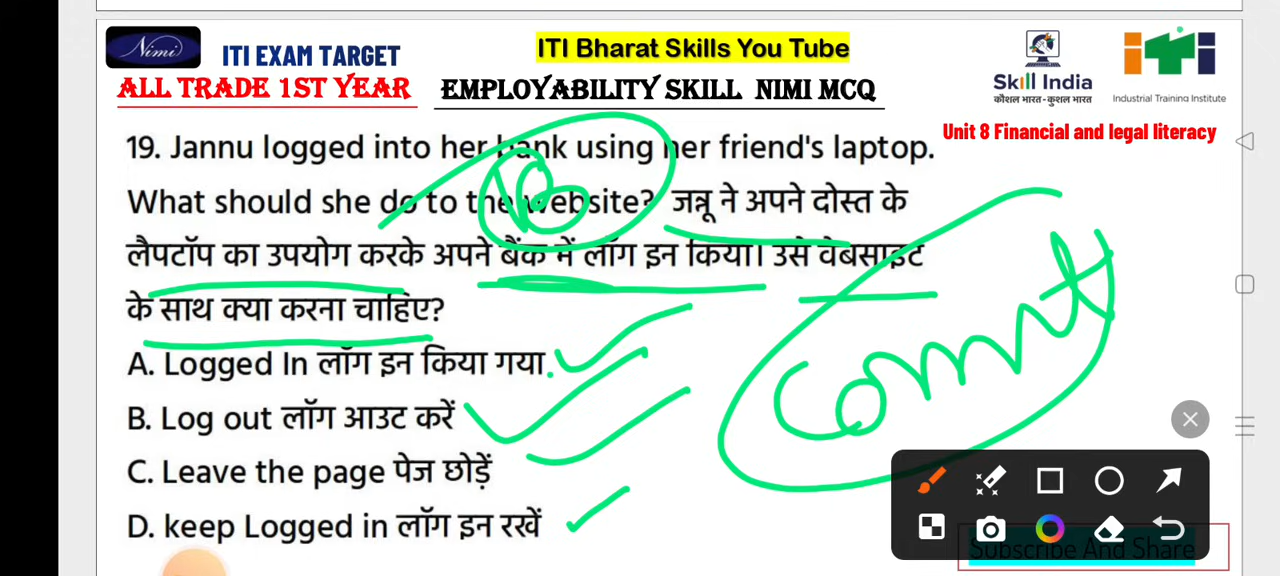 Nimi
ITI EXAM TARGET
ITI Bharat Skills You Tube
ALL TRADE 1ST YEAR
EMPLOYABILITY SKILL NIMI MCQ
Skill India
कौशल भारत-कुशल भारत
iti
Industrial Training Institute
Unit 8 Financial and legal literacy
19. Jannu logged into her bank using her friend's laptop.
What should she do to the website? जन्नू ने अपने दोस्त के
लैपटॉप का उपयोग करके अपने बैंक में लॉग इन किया। उसे वेबसाइट
के साथ क्या करना चाहिए?
B
A. Logged In लॉग इन किया गया.
B. Log out लॉग आउट करें
C. Leave the page पेज छोड़ें
D. keep Logged in लॉग इन रखें
Subscribe And Share